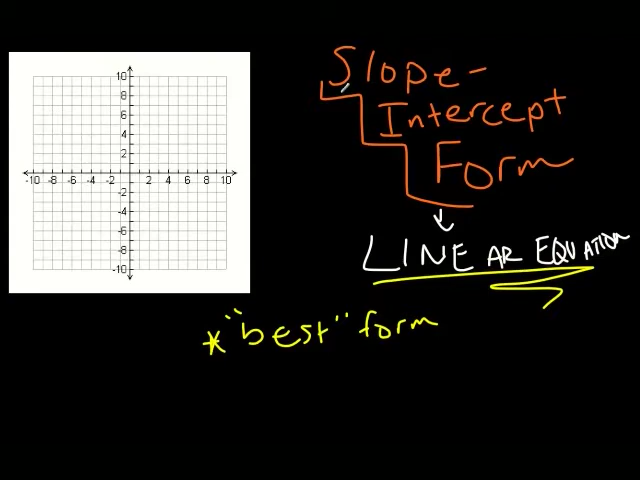 Slope-
Intercept
Form
LINEAR EQUATION
*"best" form
10
8
6
4
2
-10 -8 -6 -4 -2 2 4 6 8 10
-2
-4
-6
-8
-10